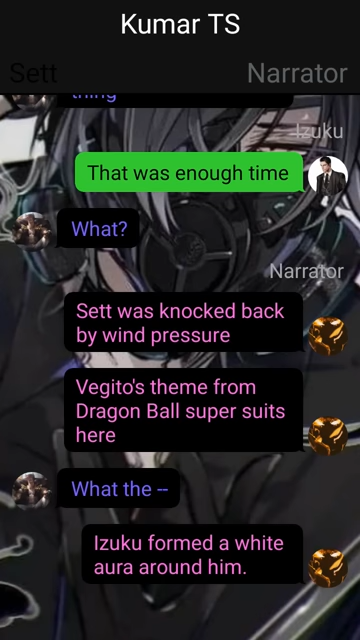 Kumar TS
Sett
Narrator
thing
Izuku
That was enough time
What?
Narrator
Sett was knocked back
by wind pressure
Vegito's theme from
Dragon Ball super suits
here
What the --
Izuku formed a white
aura around him.